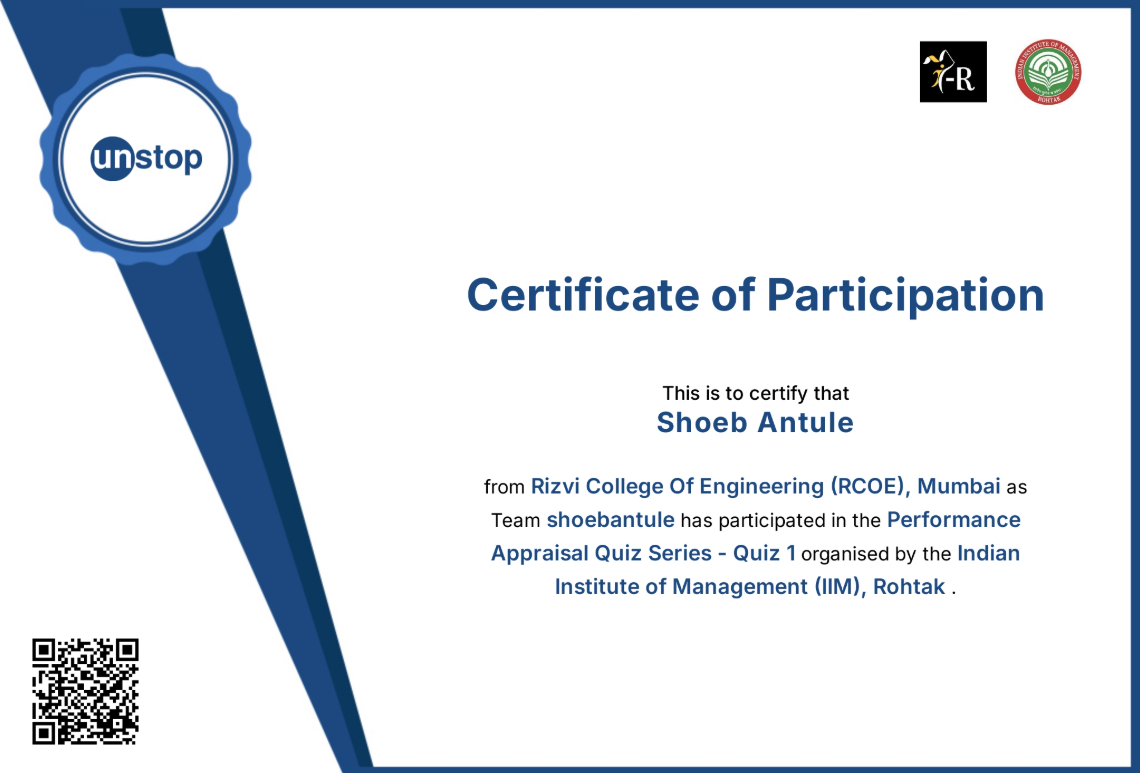 i-R
INDIAN INSTITUTE OF MANAGEMENT
ROHTAK
unstop
Certificate of Participation
This is to certify that
Shoeb Antule
from Rizvi College Of Engineering (RCOE), Mumbai as
Team shoebantule has participated in the Performance
Appraisal Quiz Series - Quiz 1 organised by the Indian
Institute of Management (IIM), Rohtak .